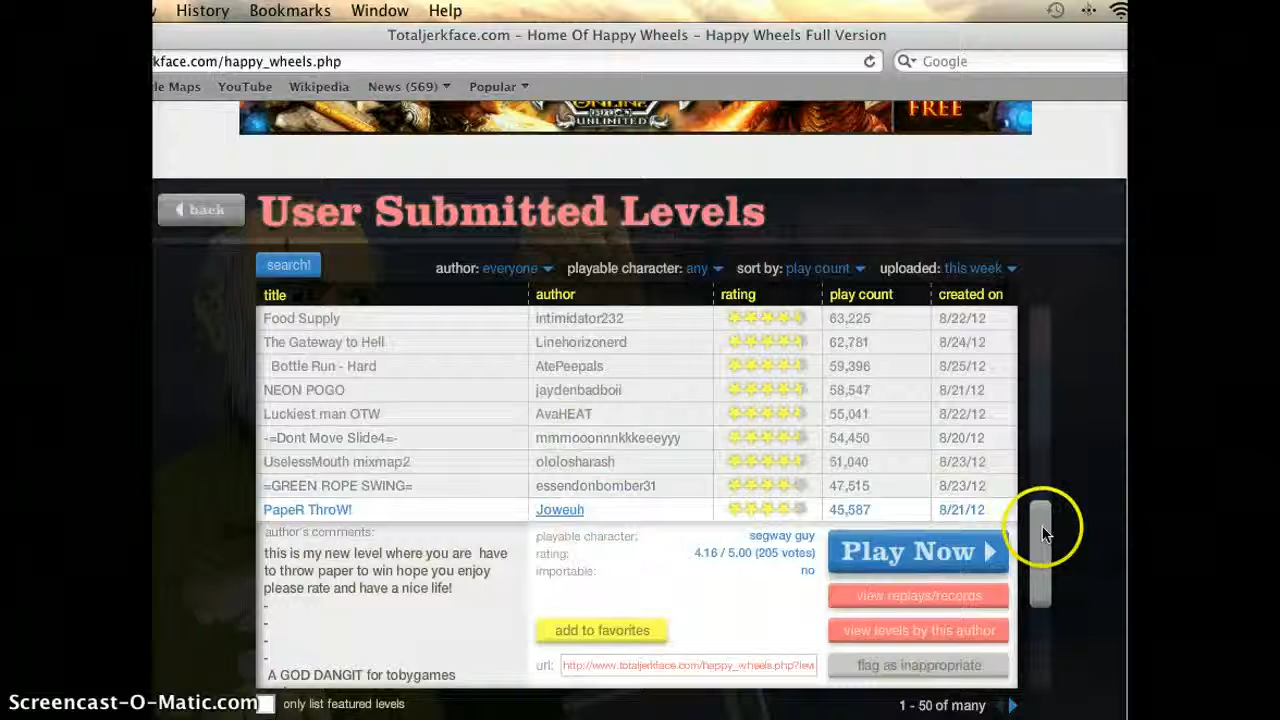 History Bookmarks Window Help
Totaljerkface.com - Home Of Happy Wheels - Happy Wheels Full Version
kface.com/happy_wheels.php
Google
le Maps YouTube Wikipedia News (569) Popular
ONLINE
UNLIMITED
FREE
back
User Submitted Levels
search!
author: everyone playable character: any sort by: play count uploaded: this week
title author rating play count created on
Food Supply intimidator232 63,225 8/22/12
The Gateway to Hell Linehorizonerd 62,781 8/24/12
Bottle Run - Hard AtePeepals 59,396 8/25/12
NEON POGO jaydenbadboii 58,547 8/21/12
Luckiest man OTW AvaHEAT 55,041 8/22/12
-=Dont Move Slide4=- mmmooonnnkkkeeeyyy 54,450 8/20/12
UselessMouth mixmap2 ololosharash 51,040 8/23/12
=GREEN ROPE SWING= essendonbomber31 47,515 8/23/12
PapeR ThroW! Joweuh 45,587 8/21/12
author's comments:
this is my new level where you are have
to throw paper to win hope you enjoy
please rate and have a nice life!
-
-
-
-
A GOD DANGIT for tobygames
playable character: segway guy
rating: 4.16 / 5.00 (205 votes)
importable: no
add to favorites
url: http://www.totaljerkface.com/happy_wheels.php?lev
Play Now
view replays/records
view levels by this author
flag as inappropriate
only list featured levels
1 - 50 of many
Screencast-O-Matic.com